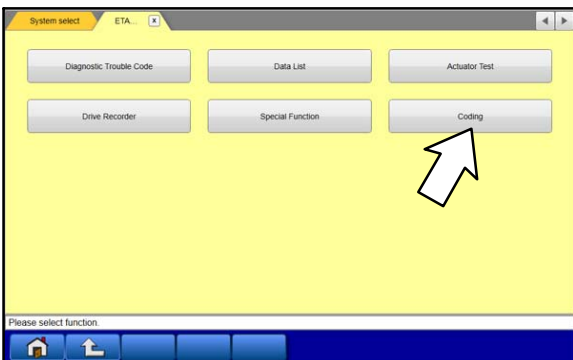 System select ETA... x
Diagnostic Trouble Code Data List Actuator Test
Drive Recorder Special Function Coding
Please select function.